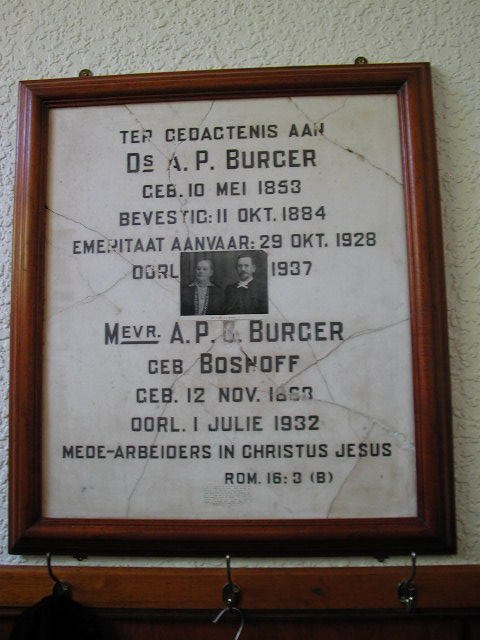 TER GEDACTENIS AAN
Ds A. P. BURGER
GEB. 10 MEI 1853
BEVESTIG: 11 OKT. 1884
EMERITAAT AANVAAR: 29 OKT. 1928
OORL 1937
MEVR. A. P. BURGER
GEB BOSHOFF
GEB. 12 NOV.
OORL. 1 JULIE 1932
MEDE-ARBEIDERS IN CHRISTUS JESUS
ROM. 16: 3 (B)